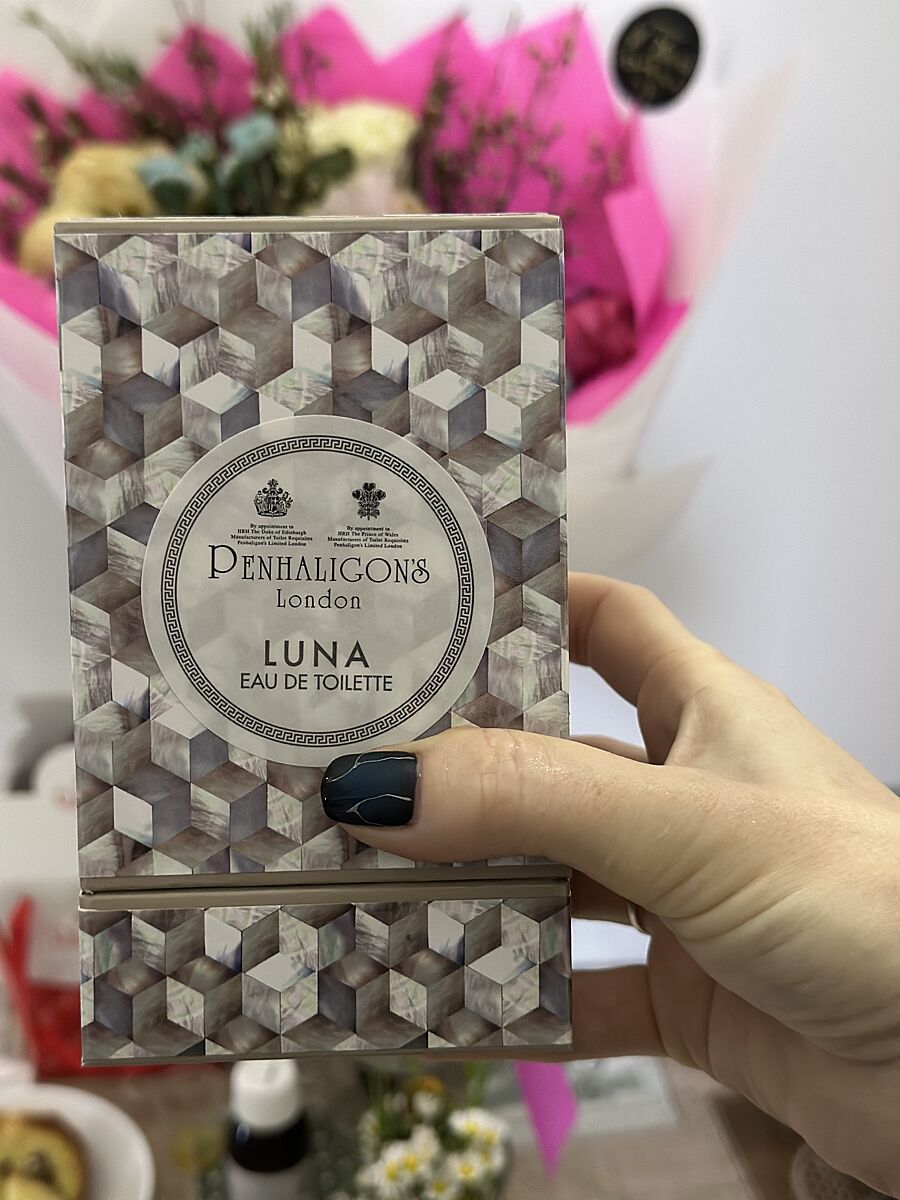 By appointment to
HRH The Duke of Edinburgh
Manufacturers of Toilet Requisites
Penhaligon's Limited London
By appointment to
HRH The Prince of Wales
Manufacturers of Toilet Requisites
Penhaligon's Limited London
PENHALIGON'S
London
LUNA
EAU DE TOILETTE